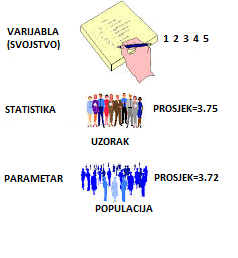 VARIJABLA
(SVOJSTVO)
1 2 3 4 5
STATISTIKA
PROSJEK=3.75
UZORAK
PARAMETAR
PROSJEK=3.72
POPULACIJA